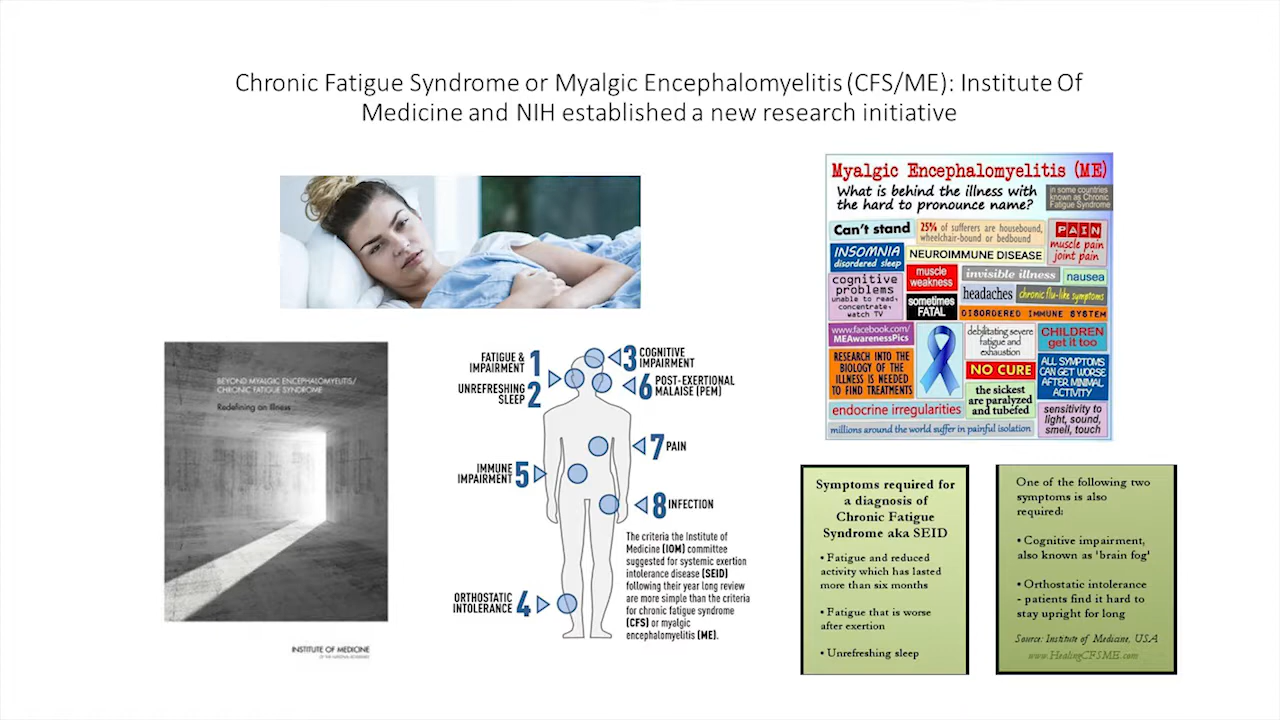 Chronic Fatigue Syndrome or Myalgic Encephalomyelitis (CFS/ME): Institute Of
Medicine and NIH established a new research initiative
Myalgic Encephalomyelitis (ME)
What is behind the illness with
the hard to pronounce name?
in some countries
known as Chronic
Fatigue Syndrome
Can't stand
25% of sufferers are housebound,
wheelchair-bound or bedbound
PAIN
muscle pain
joint pain
INSOMNIA
disordered sleep
NEUROIMMUNE DISEASE
cognitive
problems
unable to read,
concentrate,
watch TV
muscle
weakness
invisible illness
nausea
sometimes
FATAL
headaches
chronic flu-like symptoms
DISORDERED IMMUNE SYSTEM
www.facebook.com/
MEAwarenessPics
debilitating severe
fatigue and
exhaustion
CHILDREN
get it too
RESEARCH INTO THE
BIOLOGY OF THE
ILLNESS IS NEEDED
TO FIND TREATMENTS
NO CURE
ALL SYMPTOMS
CAN GET WORSE
AFTER MINIMAL
ACTIVITY
the sickest
are paralyzed
and tubefed
endocrine irregularities
sensitivity to
light, sound,
smell, touch
millions around the world suffer in painful isolation
BEYOND MYALGIC ENCEPHALOMYELITIS/
CHRONIC FATIGUE SYNDROME
Redefining an Illness
INSTITUTE OF MEDICINE
OF THE NATIONAL ACADEMIES
FATIGUE &
IMPAIRMENT 1
UNREFRESHING
SLEEP 2
3 COGNITIVE
IMPAIRMENT
6 POST-EXERTIONAL
MALAISE (PEM)
7 PAIN
IMMUNE
IMPAIRMENT 5
8 INFECTION
ORTHOSTATIC
INTOLERANCE 4
The criteria the Institute of
Medicine (IOM) committee
suggested for systemic exertion
intolerance disease (SEID)
following their year long review
are more simple than the criteria
for chronic fatigue syndrome
(CFS) or myalgic
encephalomyelitis (ME).
Symptoms required for
a diagnosis of
Chronic Fatigue
Syndrome aka SEID
• Fatigue and reduced
activity which has lasted
more than six months
• Fatigue that is worse
after exertion
• Unrefreshing sleep
One of the following two
symptoms is also
required:
• Cognitive impairment,
also known as 'brain fog'
• Orthostatic intolerance
- patients find it hard to
stay upright for long
Source: Institute of Medicine, USA
www.HealingCFSME.com